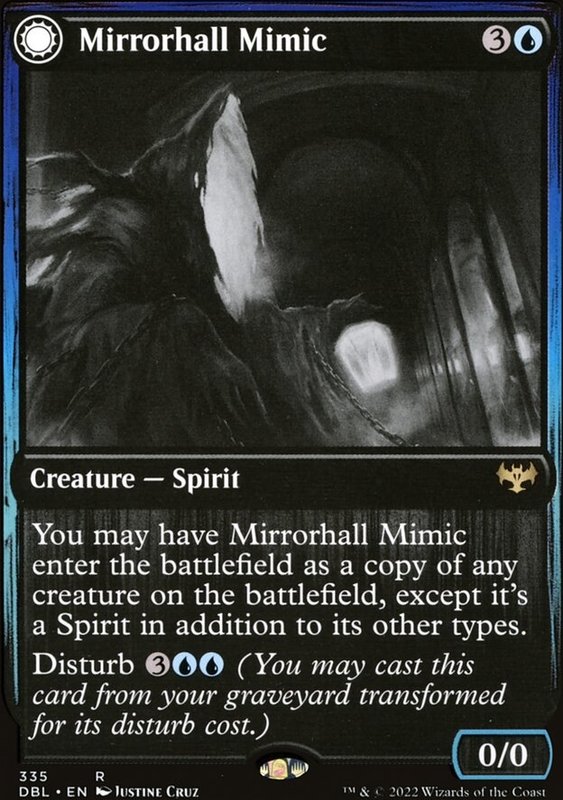 Mirrorhall Mimic 3
Creature — Spirit
You may have Mirrorhall Mimic
enter the battlefield as a copy of any
creature on the battlefield, except it's
a Spirit in addition to its other types.
Disturb 3 (You may cast this
card from your graveyard transformed
for its disturb cost.)
0/0
335 R
DBL • EN Justine Cruz
™ & © 2022 Wizards of the Coast